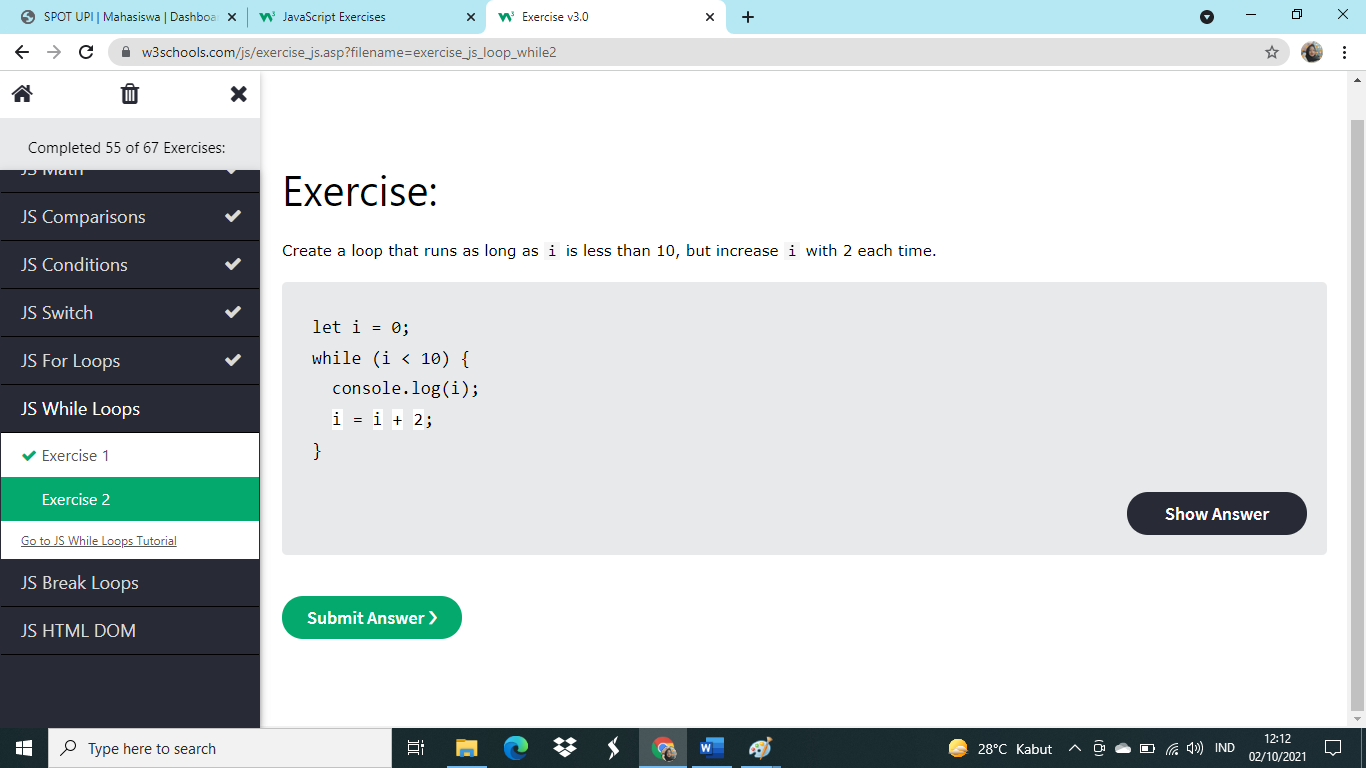 SPOT UPI | Mahasiswa | Dashboa
JavaScript Exercises
Exercise v3.0
w3schools.com/js/exercise_js.asp?filename=exercise_js_loop_while2
Completed 55 of 67 Exercises:
JS Math
JS Comparisons
JS Conditions
JS Switch
JS For Loops
JS While Loops
Exercise 1
Exercise 2
Go to JS While Loops Tutorial
JS Break Loops
JS HTML DOM
Exercise:
Create a loop that runs as long as i is less than 10, but increase i with 2 each time.
let i = 0;
while (i < 10) {
  console.log(i);
  i = i + 2;
}
Show Answer
Submit Answer ❯
Type here to search
28°C Kabut
IND
12:12
02/10/2021